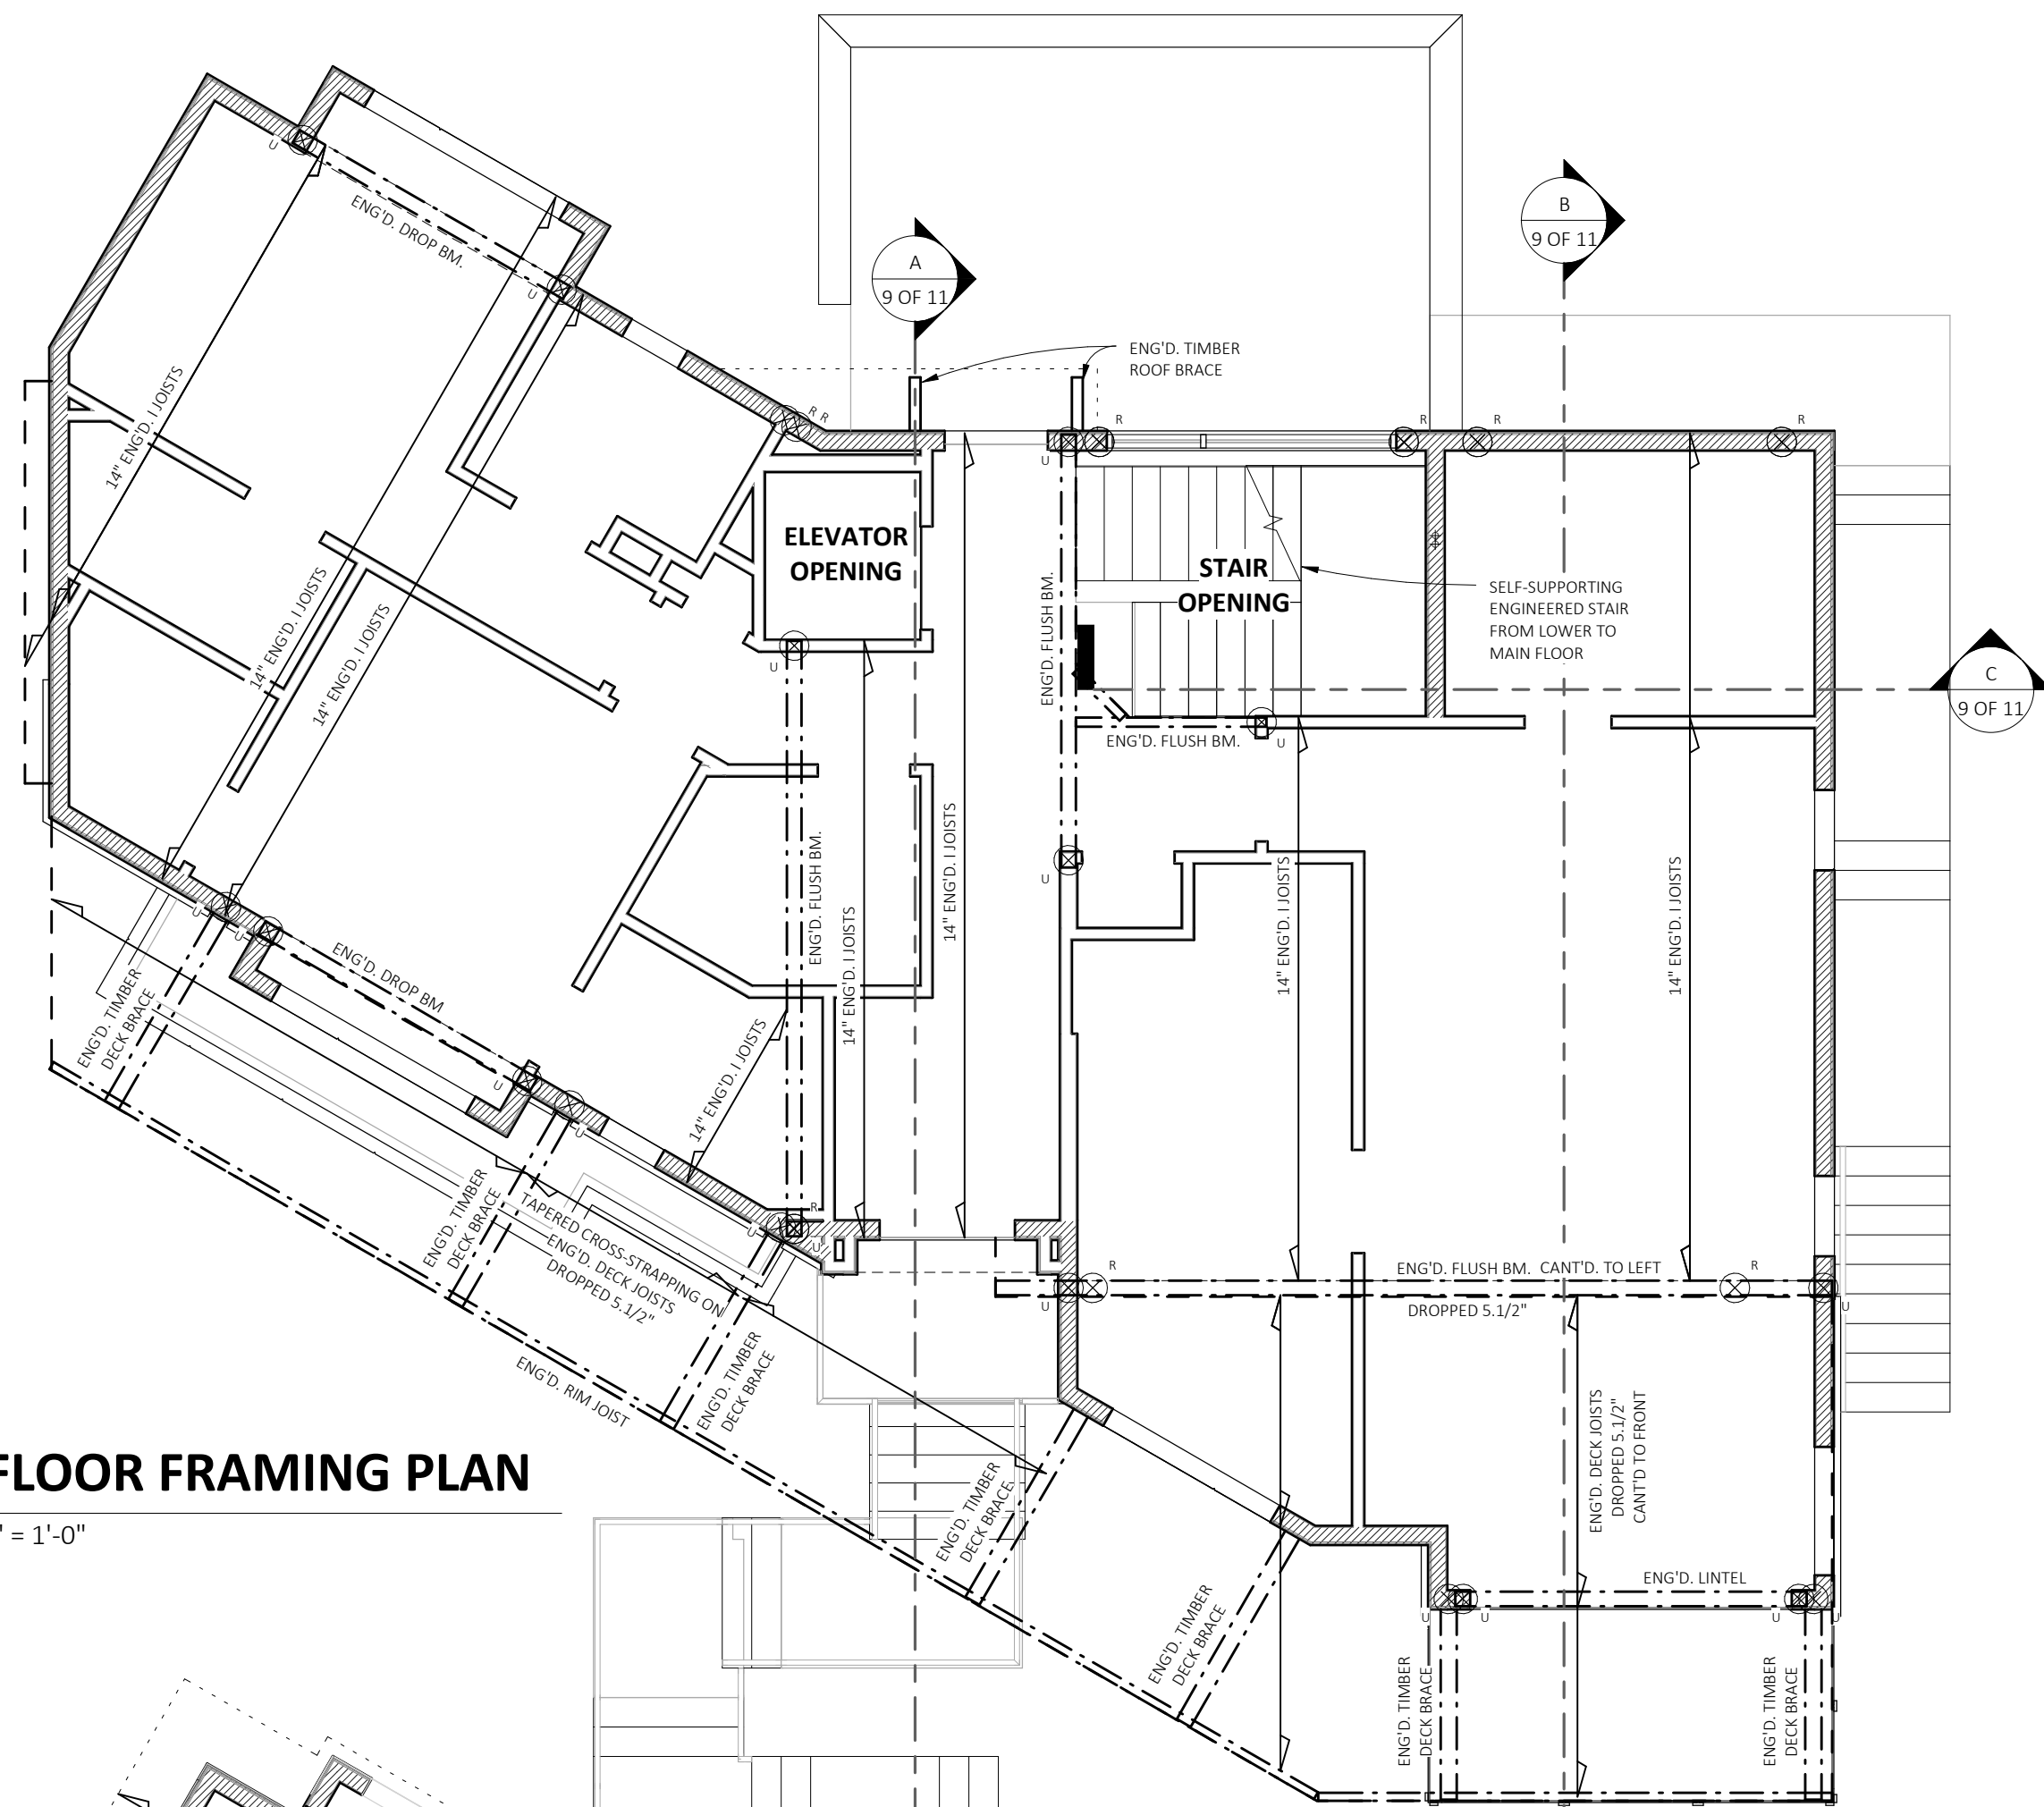 B
9 OF 11
A
9 OF 11
U
ENG'D. DROP BM.
U
ENG'D. TIMBER
ROOF BRACE
14" ENG'D. I JOISTS
R R
R
R
R
R
U
ELEVATOR
OPENING
STAIR
OPENING
SELF-SUPPORTING
ENGINEERED STAIR
FROM LOWER TO
MAIN FLOOR
14" ENG'D. I JOISTS
14" ENG'D. I JOISTS
U
ENG'D. FLUSH BM.
C
9 OF 11
ENG'D. FLUSH BM.
U
ENG'D. FLUSH BM.
14" ENG'D. I JOISTS
14" ENG'D. I JOISTS
14" ENG'D. I JOISTS
14" ENG'D. I JOISTS
U
U
U
ENG'D. DROP BM
ENG'D. TIMBER
DECK BRACE
14" ENG'D. I JOISTS
U
U
ENG'D. TIMBER
DECK BRACE
TAPERED CROSS-STRAPPING ON
ENG'D. DECK JOISTS
DROPPED 5.1/2"
R
U
U
R
ENG'D. FLUSH BM. CANT'D. TO LEFT
R
U
DROPPED 5.1/2"
U
ENG'D. TIMBER
DECK BRACE
ENG'D. RIM JOIST
ENG'D. DECK JOISTS
DROPPED 5.1/2"
CANT'D TO FRONT
FLOOR FRAMING PLAN
' = 1'-0"
ENG'D. TIMBER
DECK BRACE
ENG'D. LINTEL
U
U
U
U
ENG'D. TIMBER
DECK BRACE
ENG'D. TIMBER
DECK BRACE
ENG'D. TIMBER
DECK BRACE